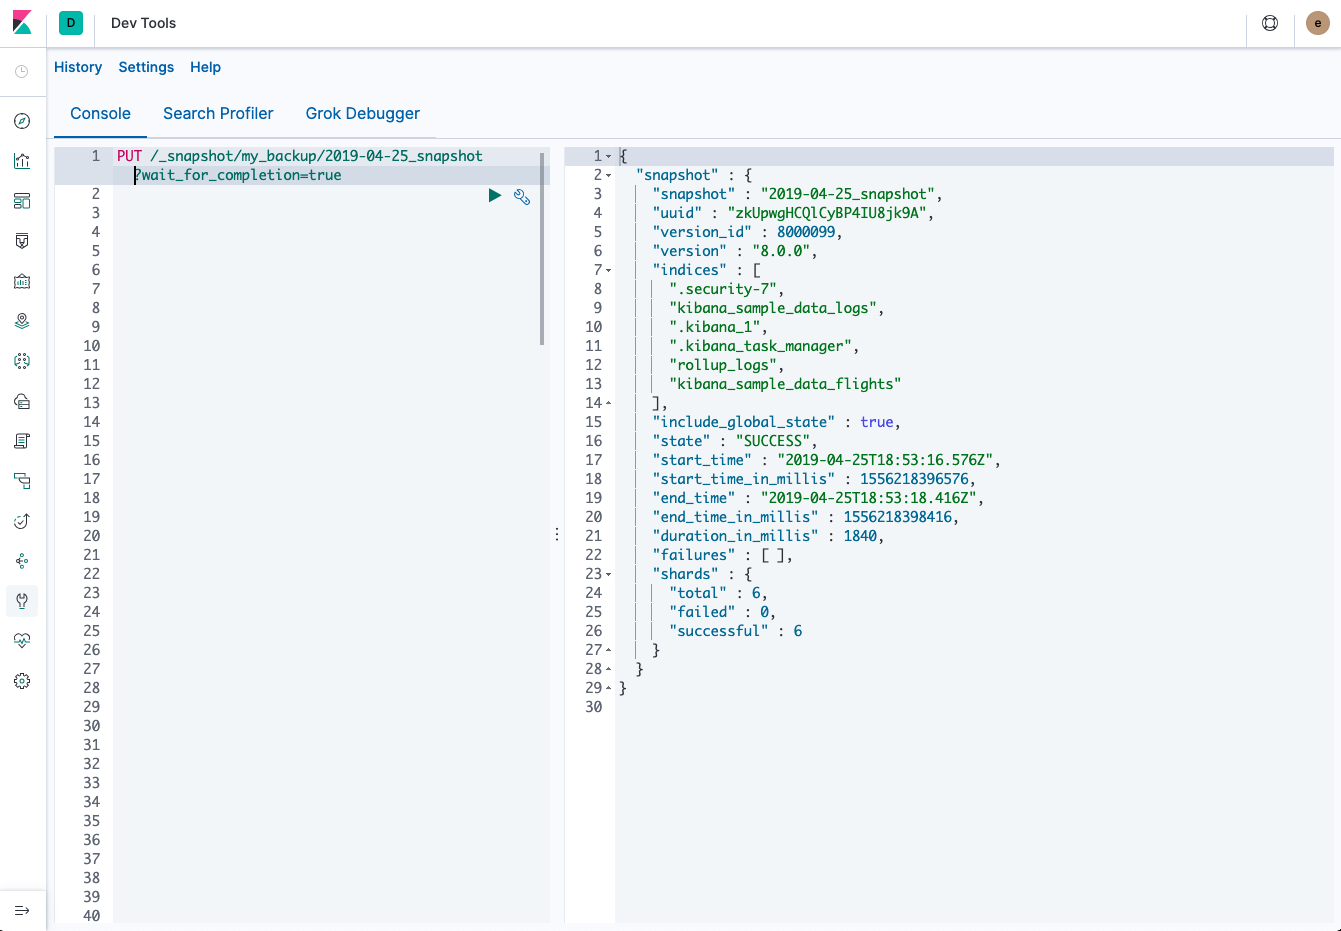 D
Dev Tools
e
History Settings Help
Console Search Profiler Grok Debugger
1 PUT /_snapshot/my_backup/2019-04-25_snapshot
?wait_for_completion=true
2
3
4
5
6
7
8
9
10
11
12
13
14
15
16
17
18
19
20
21
22
23
24
25
26
27
28
29
30
31
32
33
34
35
36
37
38
39
40
1 {
2 "snapshot" : {
3 "snapshot" : "2019-04-25_snapshot",
4 "uuid" : "zkUpwgHCQlCyBP4IU8jk9A",
5 "version_id" : 8000099,
6 "version" : "8.0.0",
7 "indices" : [
8 ".security-7",
9 "kibana_sample_data_logs",
10 ".kibana_1",
11 ".kibana_task_manager",
12 "rollup_logs",
13 "kibana_sample_data_flights"
14 ],
15 "include_global_state" : true,
16 "state" : "SUCCESS",
17 "start_time" : "2019-04-25T18:53:16.576Z",
18 "start_time_in_millis" : 1556218396576,
19 "end_time" : "2019-04-25T18:53:18.416Z",
20 "end_time_in_millis" : 1556218398416,
21 "duration_in_millis" : 1840,
22 "failures" : [ ],
23 "shards" : {
24 "total" : 6,
25 "failed" : 0,
26 "successful" : 6
27 }
28 }
29 }
30